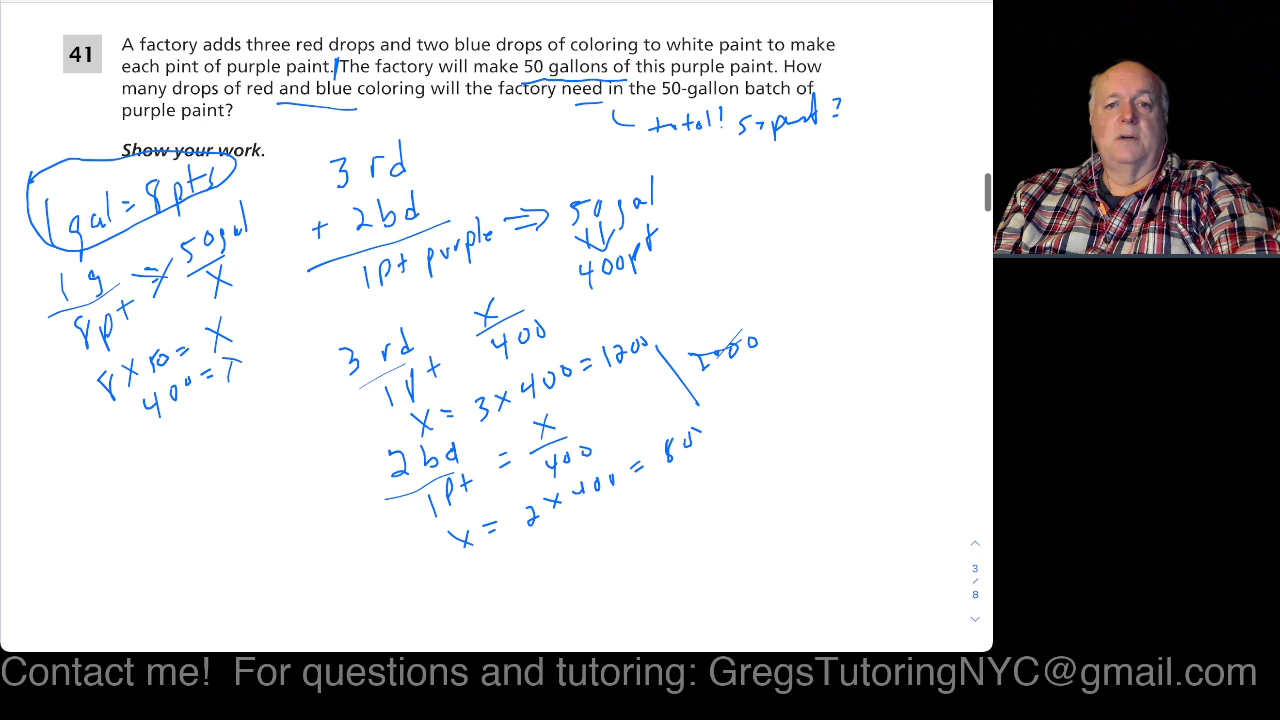 41
A factory adds three red drops and two blue drops of coloring to white paint to make
each pint of purple paint. The factory will make 50 gallons of this purple paint. How
many drops of red and blue coloring will the factory need in the 50-gallon batch of
purple paint?
total!
Show your work.
1 gal = 8 pts
3 rd
+ 2 bd
1 pt purple ⇒ 50 gal
400 pt
1 g = 50 gal
8 pt X
8 x 50 = X
400 =
3 rd X
1 pt 400
X = 3 x 400 = 1200
2 bd = X
1 pt 400
X = 2 x 400 =
3
/
8
Contact me! For questions and tutoring: GregsTutoringNYC@gmail.com